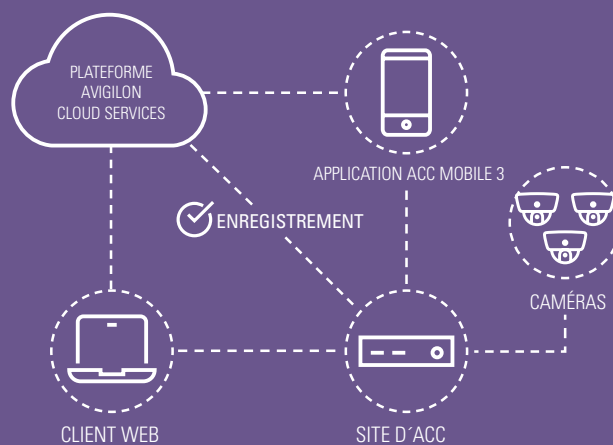 PLATEFORME
AVIGILON
CLOUD SERVICES
APPLICATION ACC MOBILE 3
ENREGISTREMENT
CAMÉRAS
CLIENT WEB
SITE D´ACC